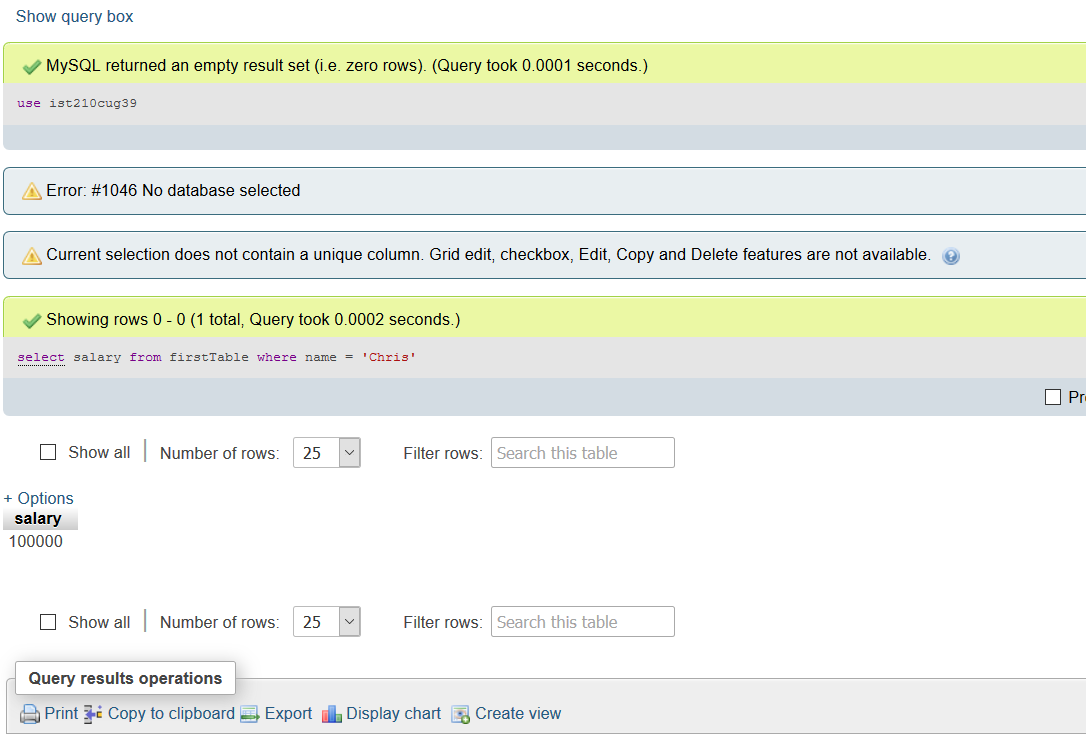 Show query box
MySQL returned an empty result set (i.e. zero rows). (Query took 0.0001 seconds.)
use ist210cug39
Error: #1046 No database selected
Current selection does not contain a unique column. Grid edit, checkbox, Edit, Copy and Delete features are not available.
Showing rows 0 - 0 (1 total, Query took 0.0002 seconds.)
select salary from firstTable where name = 'Chris'
Show all Number of rows: 25 Filter rows: Search this table
+ Options
salary
100000
Show all Number of rows: 25 Filter rows: Search this table
Query results operations
Print Copy to clipboard Export Display chart Create view